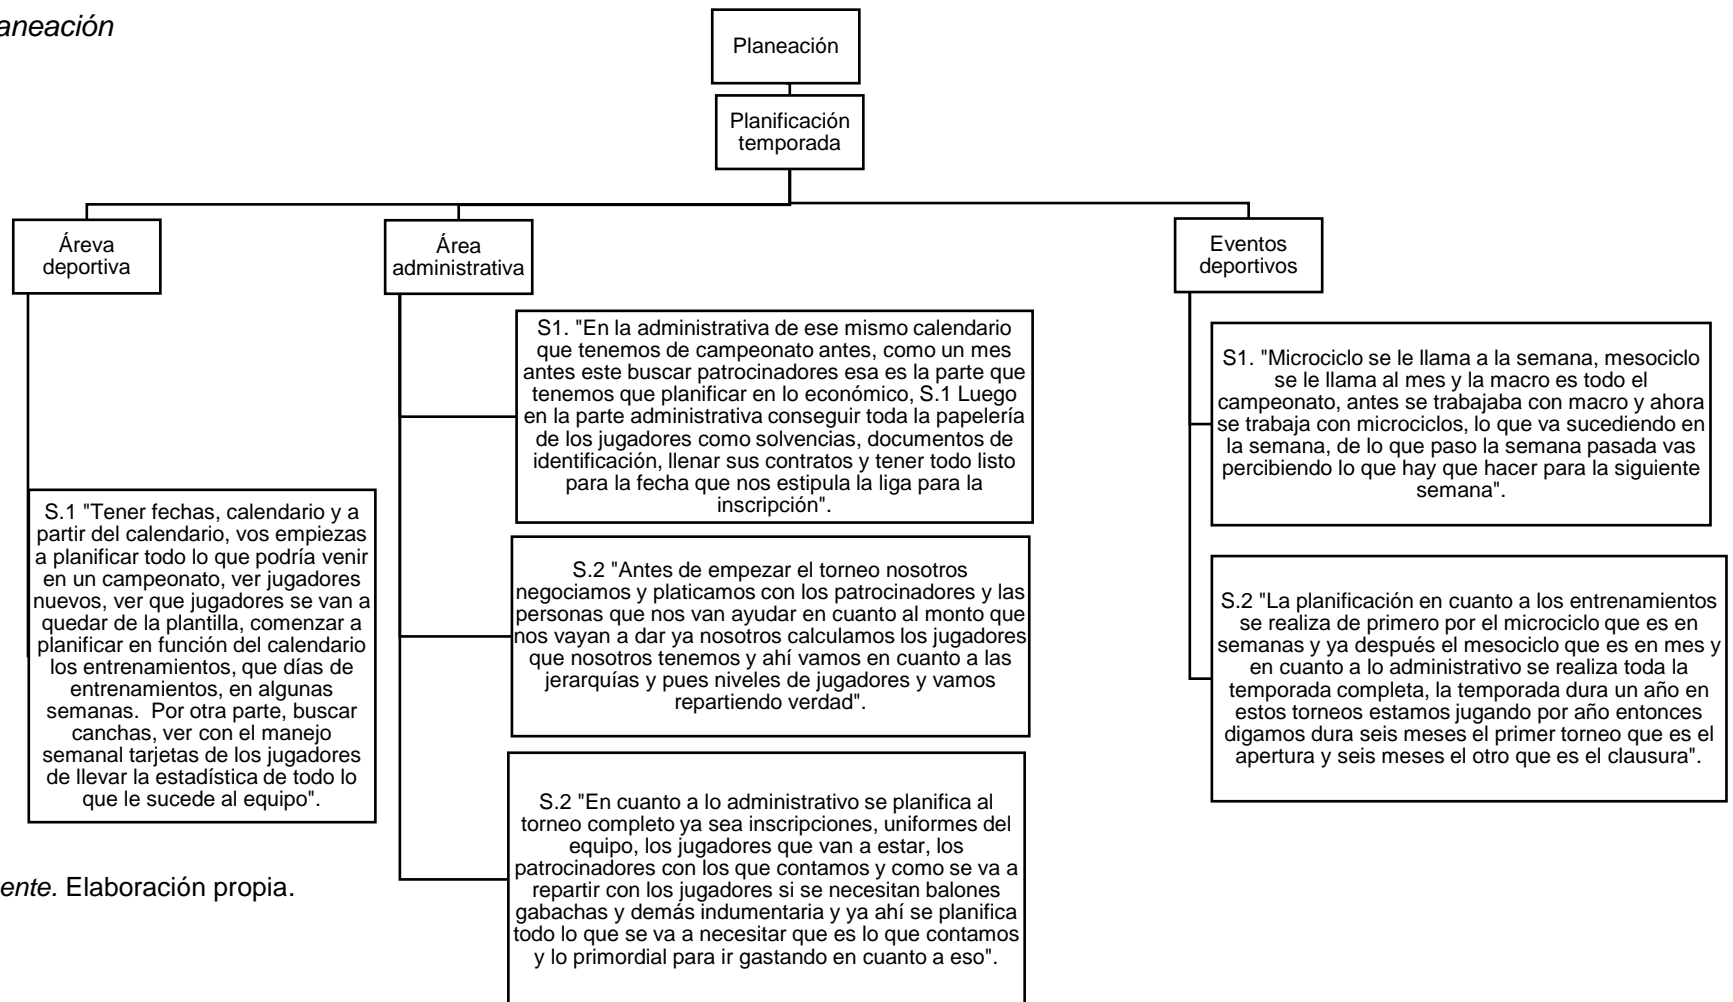 aneación
Planeación
Planificación
temporada
Áreva
deportiva
S.1 "Tener fechas, calendario y a
partir del calendario, vos empiezas
a planificar todo lo que podría venir
en un campeonato, ver jugadores
nuevos, ver que jugadores se van a
quedar de la plantilla, comenzar a
planificar en función del calendario
los entrenamientos, que días de
entrenamientos, en algunas
semanas. Por otra parte, buscar
canchas, ver con el manejo
semanal tarjetas de los jugadores
de llevar la estadística de todo lo
que le sucede al equipo".
Área
administrativa
S1. "En la administrativa de ese mismo calendario
que tenemos de campeonato antes, como un mes
antes este buscar patrocinadores esa es la parte que
tenemos que planificar en lo económico, S.1 Luego
en la parte administrativa conseguir toda la papelería
de los jugadores como solvencias, documentos de
identificación, llenar sus contratos y tener todo listo
para la fecha que nos estipula la liga para la
inscripción".
S.2 "Antes de empezar el torneo nosotros
negociamos y platicamos con los patrocinadores y las
personas que nos van ayudar en cuanto al monto que
nos vayan a dar ya nosotros calculamos los jugadores
que nosotros tenemos y ahí vamos en cuanto a las
jerarquías y pues niveles de jugadores y vamos
repartiendo verdad".
S.2 "En cuanto a lo administrativo se planifica al
torneo completo ya sea inscripciones, uniformes del
equipo, los jugadores que van a estar, los
patrocinadores con los que contamos y como se va a
repartir con los jugadores si se necesitan balones
gabachas y demás indumentaria y ya ahí se planifica
todo lo que se va a necesitar que es lo que contamos
y lo primordial para ir gastando en cuanto a eso".
Eventos
deportivos
S1. "Microciclo se le llama a la semana, mesociclo
se le llama al mes y la macro es todo el
campeonato, antes se trabajaba con macro y ahora
se trabaja con microciclos, lo que va sucediendo en
la semana, de lo que paso la semana pasada vas
percibiendo lo que hay que hacer para la siguiente
semana".
S.2 "La planificación en cuanto a los entrenamientos
se realiza de primero por el microciclo que es en
semanas y ya después el mesociclo que es en mes y
en cuanto a lo administrativo se realiza toda la
temporada completa, la temporada dura un año en
estos torneos estamos jugando por año entonces
digamos dura seis meses el primer torneo que es el
apertura y seis meses el otro que es el clausura".
ente. Elaboración propia.